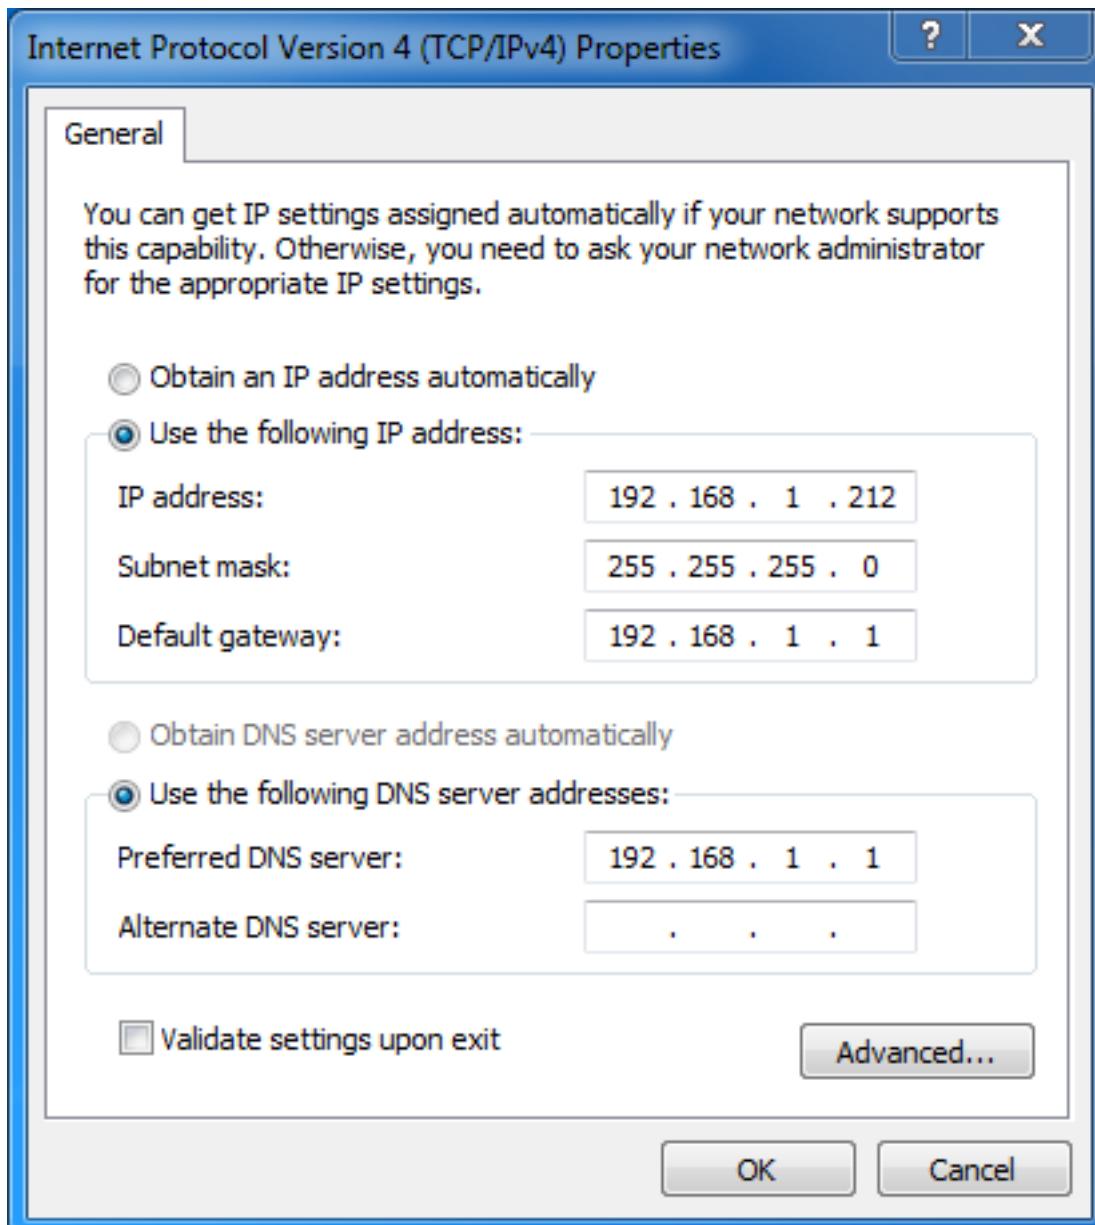 Internet Protocol Version 4 (TCP/IPv4) Properties
General
You can get IP settings assigned automatically if your network supports
this capability. Otherwise, you need to ask your network administrator
for the appropriate IP settings.
Obtain an IP address automatically
Use the following IP address:
IP address: 192 . 168 . 1 . 212
Subnet mask: 255 . 255 . 255 . 0
Default gateway: 192 . 168 . 1 . 1
Obtain DNS server address automatically
Use the following DNS server addresses:
Preferred DNS server: 192 . 168 . 1 . 1
Alternate DNS server: . . .
Validate settings upon exit
Advanced...
OK Cancel